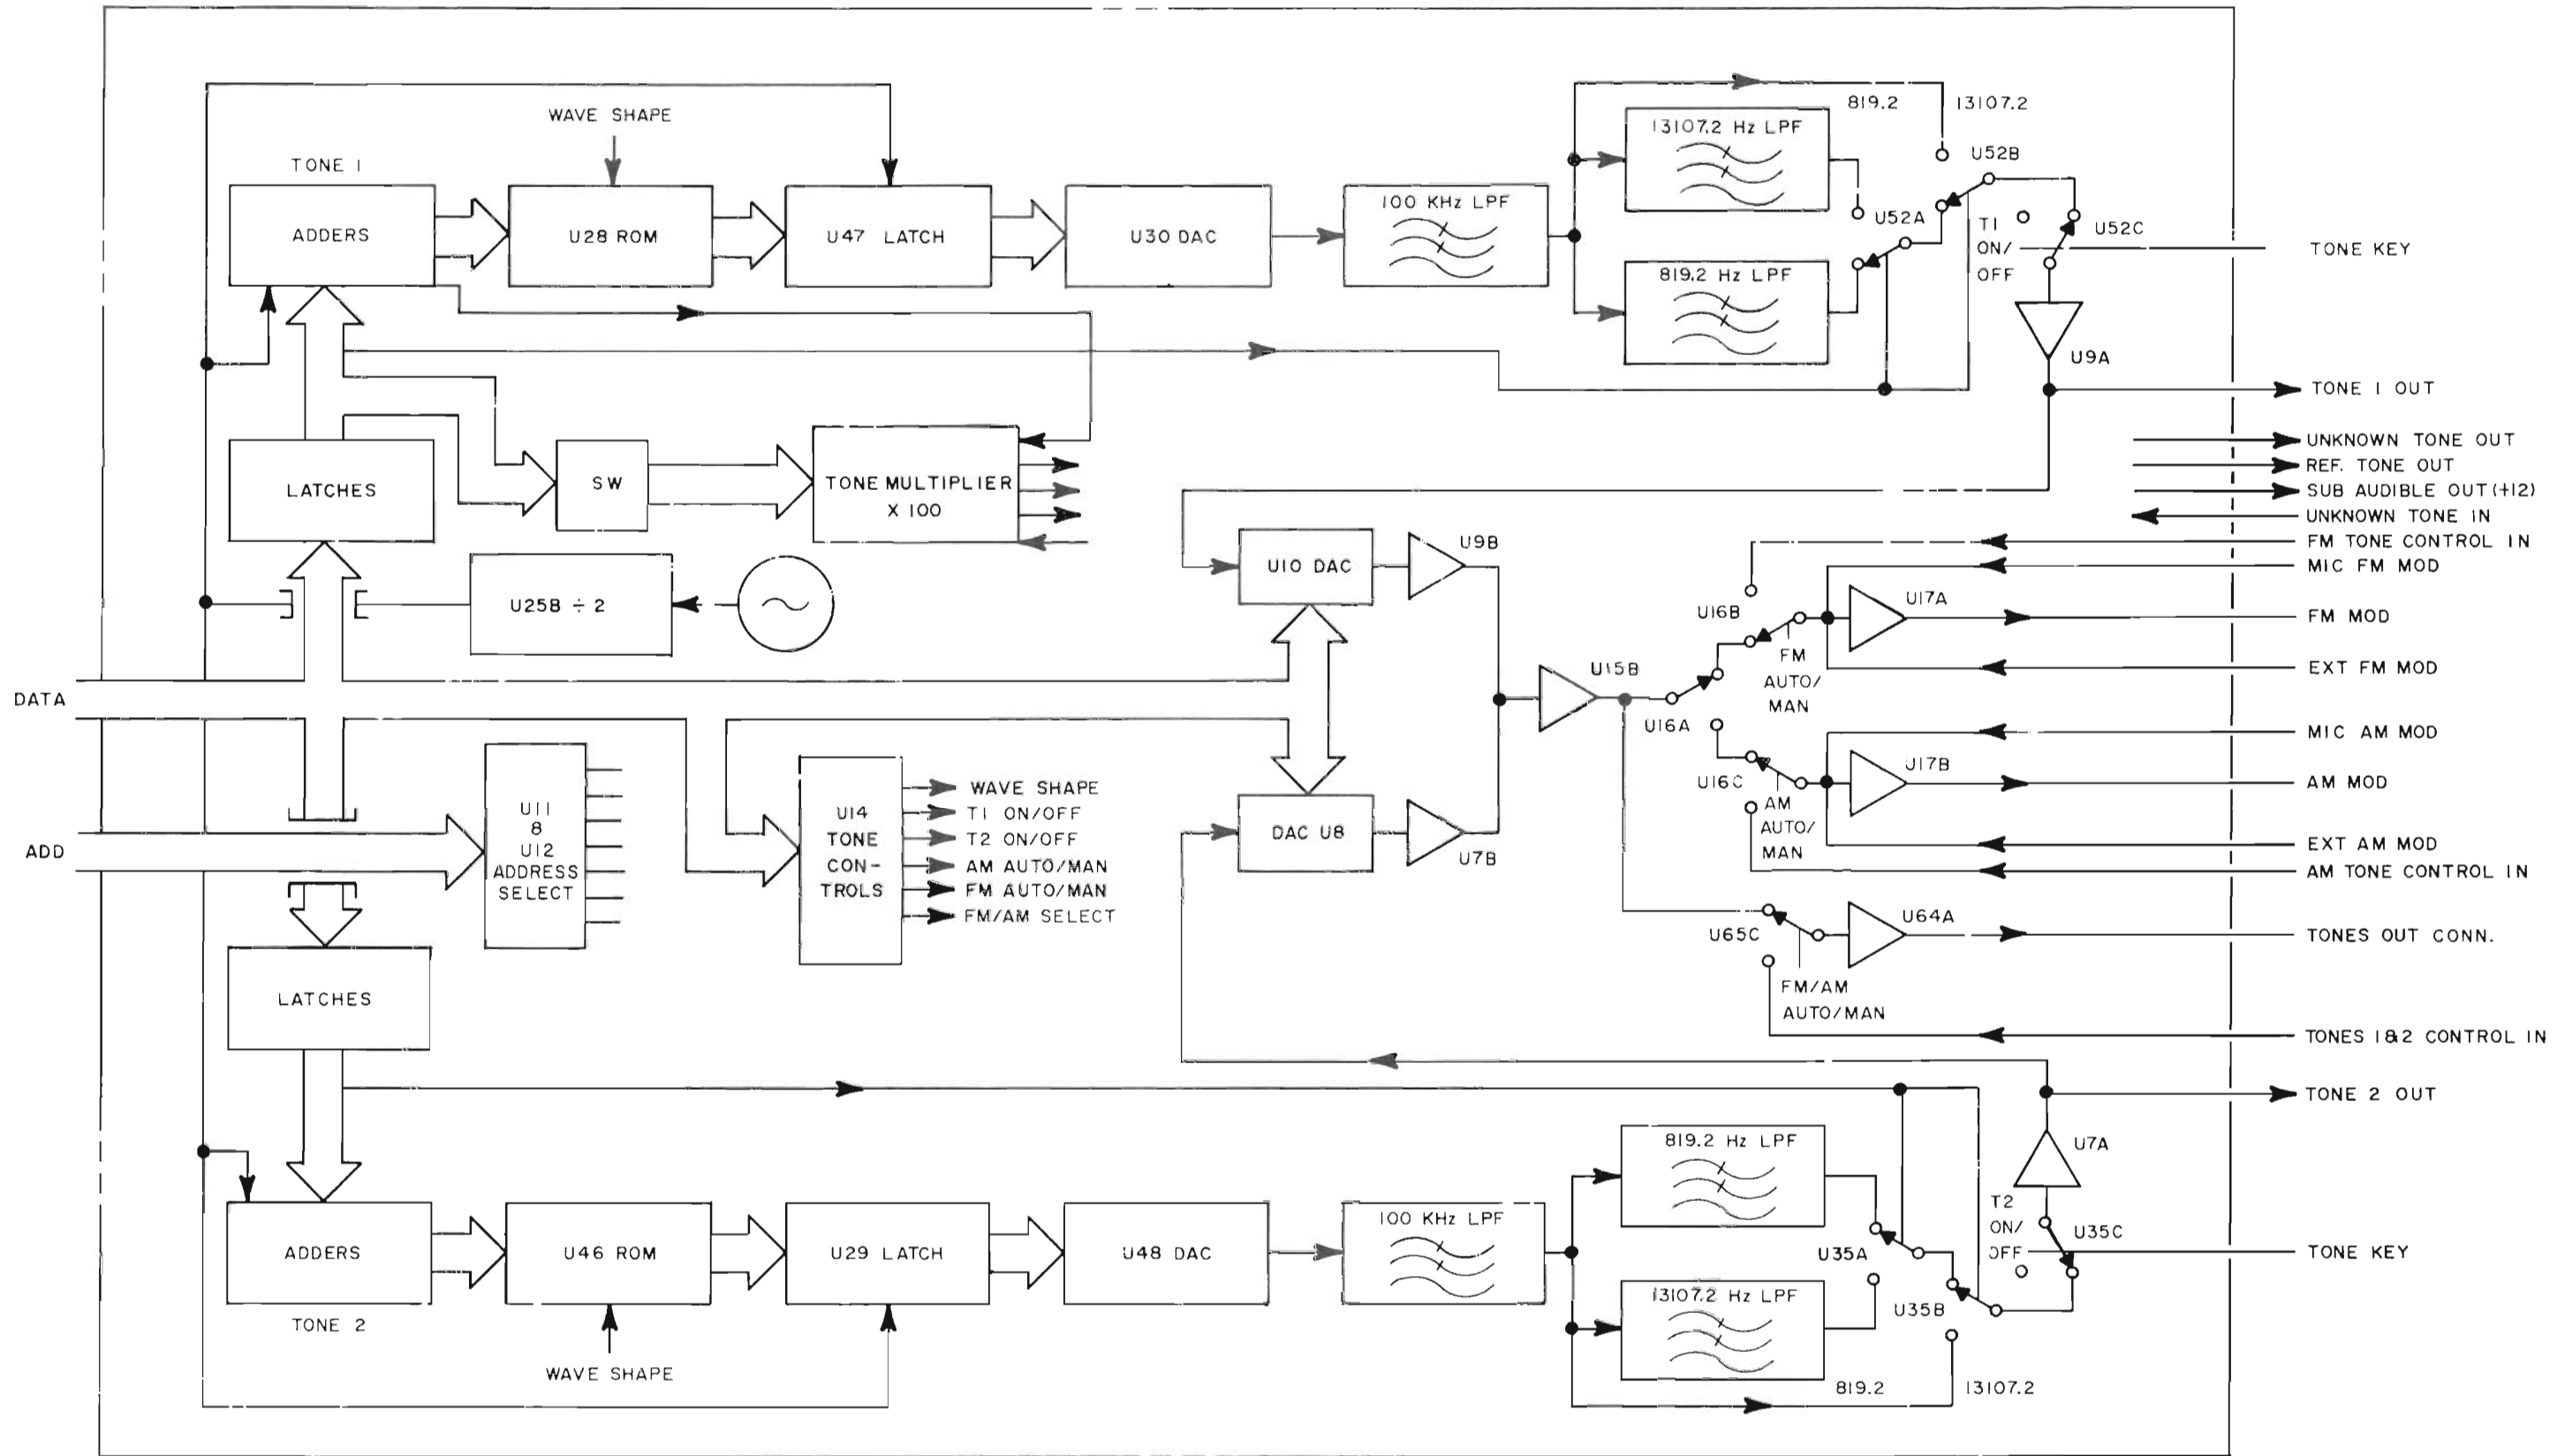 WAVE SHAPE
TONE 1
ADDERS
U28 ROM
U47 LATCH
U30 DAC
100 KHz LPF
13107.2 Hz LPF
819.2 Hz LPF
819.2
13107.2
U52A
U52B
T1
ON/
OFF
U52C
TONE KEY
U9A
TONE 1 OUT
LATCHES
SW
TONE MULTIPLIER
X 100
UNKNOWN TONE OUT
REF. TONE OUT
SUB AUDIBLE OUT (+12)
UNKNOWN TONE IN
FM TONE CONTROL IN
MIC FM MOD
U25B ÷ 2
U10 DAC
U9B
U16B
U17A
FM MOD
FM
AUTO/
MAN
EXT FM MOD
DATA
U15B
U16A
MIC AM MOD
U16C
U17B
AM MOD
AM
AUTO/
MAN
EXT AM MOD
AM TONE CONTROL IN
ADD
U11
8
U12
ADDRESS
SELECT
U14
TONE
CON-
TROLS
WAVE SHAPE
T1 ON/OFF
T2 ON/OFF
AM AUTO/MAN
FM AUTO/MAN
FM/AM SELECT
DAC U8
U7B
U65C
U64A
TONES OUT CONN.
FM/AM
AUTO/MAN
TONES 1&2 CONTROL IN
LATCHES
TONE 2 OUT
ADDERS
TONE 2
U46 ROM
WAVE SHAPE
U29 LATCH
U48 DAC
100 KHz LPF
819.2 Hz LPF
13107.2 Hz LPF
U35A
U35B
819.2
13107.2
T2
ON/
OFF
U7A
U35C
TONE KEY